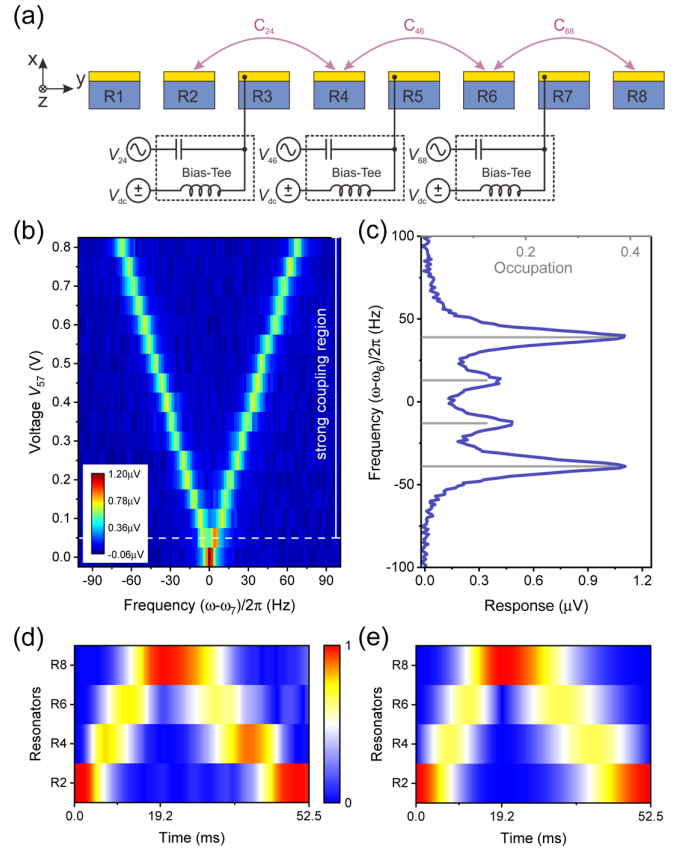 (a)
C24 C46 C68
x y z
R1 R2 R3 R4 R5 R6 R7 R8
V24 V46 V68
Bias-Tee Bias-Tee Bias-Tee
Vdc Vdc Vdc
(b)
Voltage V57 (V)
0.8
0.7
0.6
0.5
0.4
0.3
0.2
0.1
0.0
strong coupling region
1.20μV
0.78μV
0.36μV
-0.06μV
-90 -60 -30 0 30 60 90
Frequency (ω-ω7)/2π (Hz)
(c)
0.2 0.4
Occupation
Frequency (ω-ω6)/2π (Hz)
100
50
0
-50
-100
0.0 0.3 0.6 0.9 1.2
Response (μV)
(d)
Resonators
R8
R6
R4
R2
0.0 19.2 52.5
Time (ms)
1
0
(e)
Resonators
R8
R6
R4
R2
0.0 19.2 52.5
Time (ms)